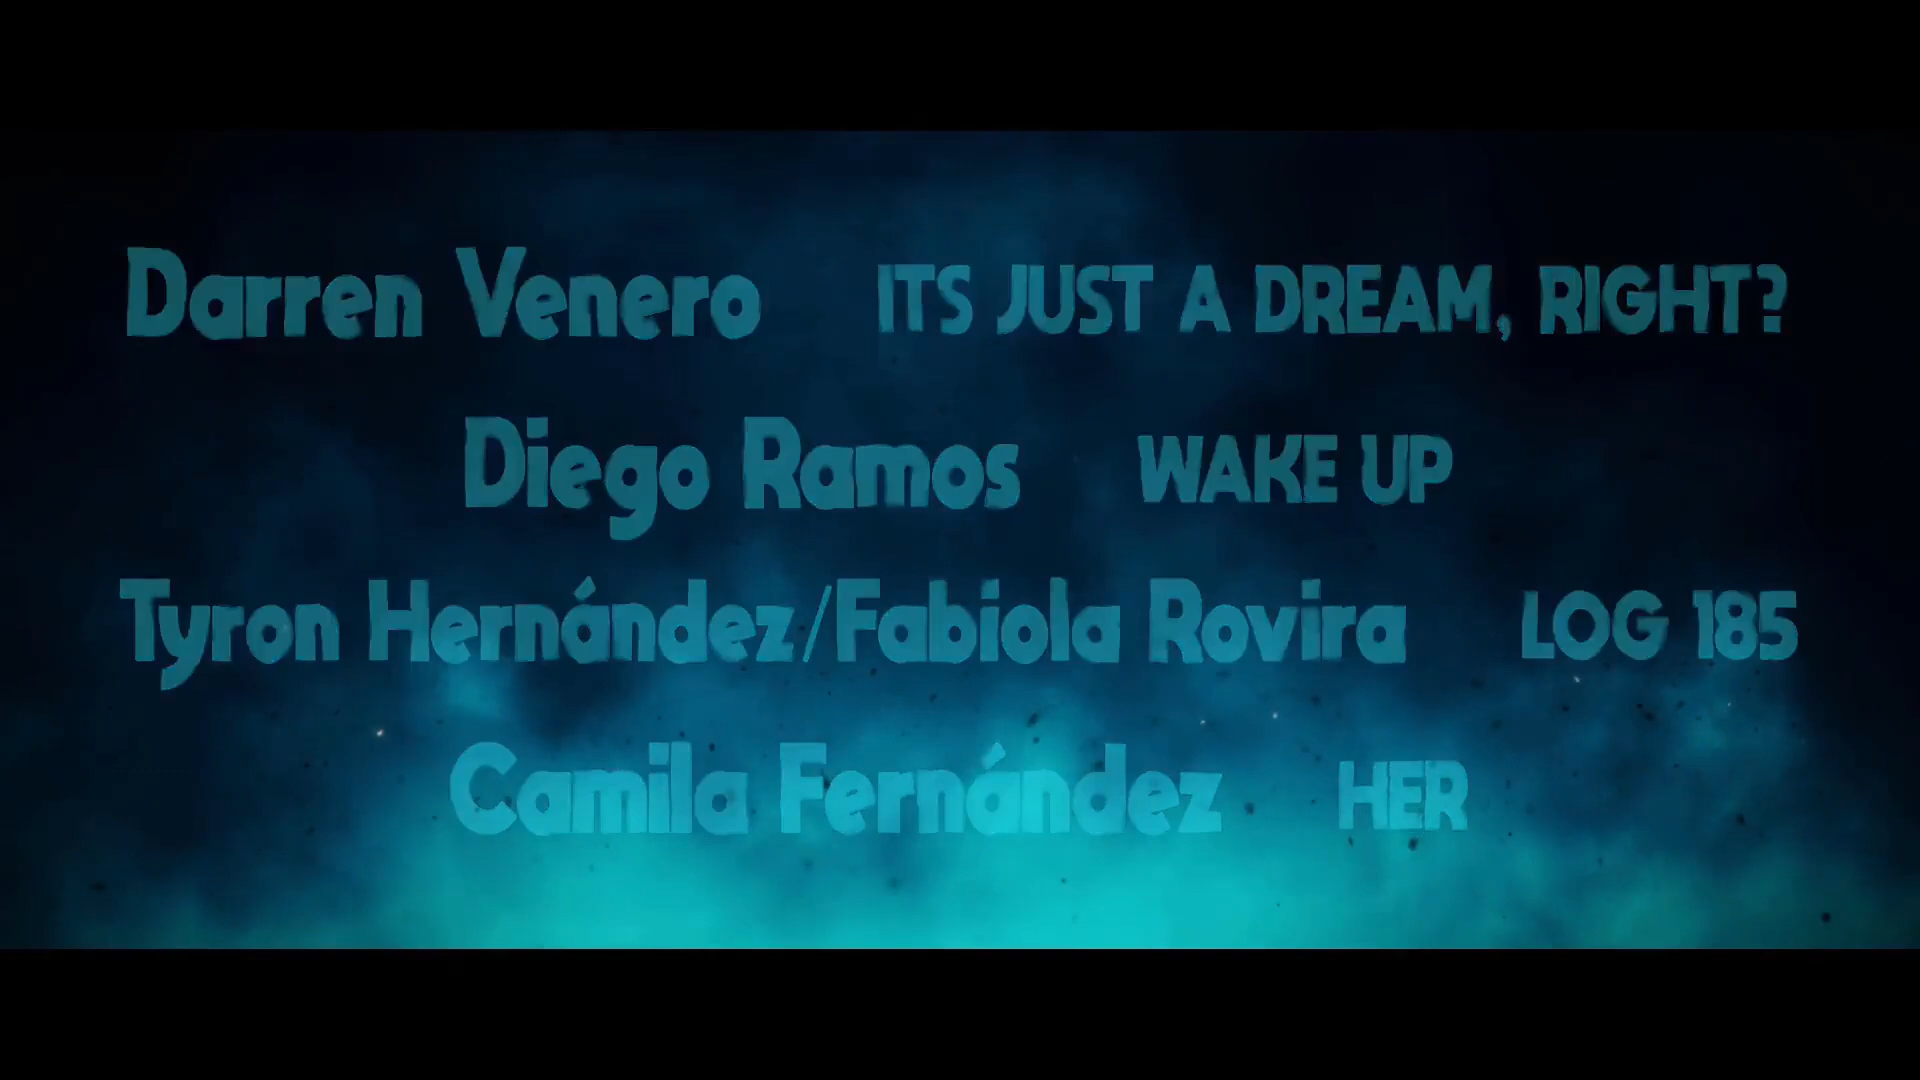 Darren Venero ITS JUST A DREAM, RIGHT?
Diego Ramos WAKE UP
Tyron Hernández/Fabiola Rovira LOG 185
Camila Fernández HER